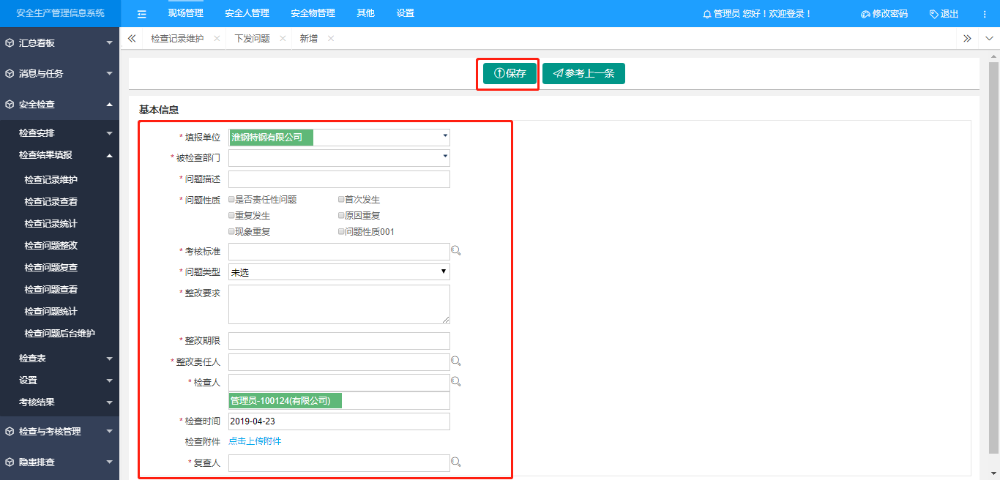 安全生产管理信息系统
现场管理 安全人管理 安全物管理 其他 设置
管理员 您好！欢迎登录！ 修改密码 退出
汇总看板
消息与任务
安全检查
检查安排
检查结果填报
检查记录维护
检查记录查看
检查记录统计
检查问题整改
检查问题复查
检查问题查看
检查问题统计
检查问题后台维护
检查表
设置
考核结果
检查与考核管理
隐患排查
检查记录维护 × 下发问题 × 新增 ×
保存 参考上一条
基本信息
* 填报单位 淮钢特钢有限公司
* 被检查部门
* 问题描述
* 问题性质 是否责任性问题 首次发生
重复发生 原因重复
现象重复 问题性质001
* 考核标准
* 问题类型 未选
* 整改要求
* 整改期限
* 整改责任人
* 检查人
管理员-100124(有限公司)
* 检查时间 2019-04-23
检查附件 点击上传附件
* 复查人